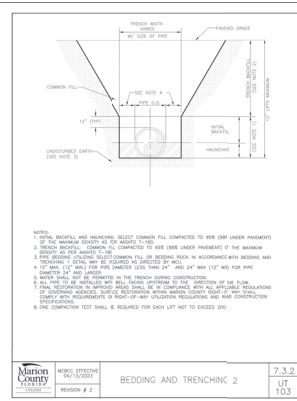 TRENCH WIDTH
VARIES
W/ SIZE OF PIPE
FINISHED GRADE
COMMON FILL
SEE NOTE 4
PIPE O.D.
12" (TYP)
INITIAL
BACKFILL
HAUNCHING
UNDISTURBED EARTH
(SEE NOTE 3)
(SEE NOTE 1)
TRENCH BACKFILL
(SEE NOTE 2)
12" LIFTS MAXIMUM
NOTES:
1. INITIAL BACKFILL AND HAUNCHING: SELECT COMMON FILL COMPACTED TO 95% (98% UNDER PAVEMENT)
OF THE MAXIMUM DENSITY AS PER AASHTO T-180.
2. TRENCH BACKFILL: COMMON FILL COMPACTED TO 95% (98% UNDER PAVEMENT) OF THE MAXIMUM
DENSITY AS PER AASHTO T-180.
3. PIPE BEDDING UTILIZING SELECT COMMON FILL OR BEDDING ROCK IN ACCORDANCE WITH BEDDING AND
TRENCHING 1 DETAIL MAY BE REQUIRED AS DIRECTED BY MCU.
4. 15" MAX. (12" MIN.) FOR PIPE DIAMETER LESS THAN 24" AND 24" MAX (12" MIN) FOR PIPE
DIAMETER 24" AND LARGER.
5. WATER SHALL NOT BE PERMITTED IN THE TRENCH DURING CONSTRUCTION.
6. ALL PIPE TO BE INSTALLED WITH BELL FACING UPSTREAM TO THE DIRECTION OF THE FLOW.
7. FINAL RESTORATION IN IMPROVED AREAS SHALL BE IN COMPLIANCE WITH ALL APPLICABLE REGULATIONS
OF GOVERNING AGENCIES. SURFACE RESTORATION WITHIN MARION COUNTY RIGHT-OF-WAY SHALL
COMPLY WITH REQUIREMENTS OF RIGHT-OF-WAY UTILIZATION REGULATIONS AND ROAD CONSTRUCTION
SPECIFICATIONS.
8. ONE COMPACTION TEST SHALL BE REQUIRED FOR EACH LIFT NOT TO EXCEED 200
Marion
County
FLORIDA
UTILITIES
MCBCC EFFECTIVE
04/13/2023
REVISION # 2
BEDDING AND TRENCHING 2
7.3.2
UT
103